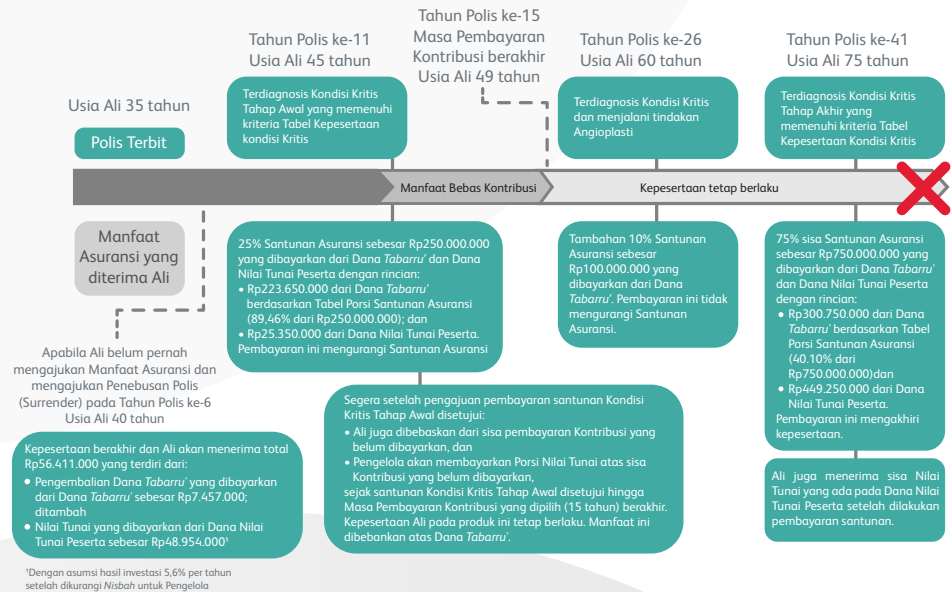 Usia Ali 35 tahun
Polis Terbit
Tahun Polis ke-11
Usia Ali 45 tahun
Terdiagnosis Kondisi Kritis
Tahap Awal yang memenuhi
kriteria Tabel Kepesertaan
kondisi Kritis
Tahun Polis ke-15
Masa Pembayaran
Kontribusi berakhir
Usia Ali 49 tahun
Tahun Polis ke-26
Usia Ali 60 tahun
Terdiagnosis Kondisi Kritis
dan menjalani tindakan
Angioplasti
Tahun Polis ke-41
Usia Ali 75 tahun
Terdiagnosis Kondisi Kritis
Tahap Akhir yang
memenuhi kriteria Tabel
Kepesertaan Kondisi Kritis
Manfaat Bebas Kontribusi
Kepesertaan tetap berlaku
Manfaat
Asuransi yang
diterima Ali
Apabila Ali belum pernah
mengajukan Manfaat Asuransi dan
mengajukan Penebusan Polis
(Surrender) pada Tahun Polis ke-6
Usia Ali 40 tahun
Kepesertaan berakhir dan Ali akan menerima total
Rp56.411.000 yang terdiri dari:
• Pengembalian Dana Tabarru' yang dibayarkan
dari Dana Tabarru' sebesar Rp7.457.000;
ditambah
• Nilai Tunai yang dibayarkan dari Dana Nilai
Tunai Peserta sebesar Rp48.954.000¹
¹Dengan asumsi hasil investasi 5,6% per tahun
setelah dikurangi Nisbah untuk Pengelola
25% Santunan Asuransi sebesar Rp250.000.000
yang dibayarkan dari Dana Tabarru' dan Dana
Nilai Tunai Peserta dengan rincian:
• Rp223.650.000 dari Dana Tabarru'
berdasarkan Tabel Porsi Santunan Asuransi
(89,46% dari Rp250.000.000); dan
• Rp25.350.000 dari Dana Nilai Tunai Peserta.
Pembayaran ini mengurangi Santunan Asuransi
Segera setelah pengajuan pembayaran santunan Kondisi
Kritis Tahap Awal disetujui:
• Ali juga dibebaskan dari sisa pembayaran Kontribusi yang
belum dibayarkan, dan
• Pengelola akan membayarkan Porsi Nilai Tunai atas sisa
Kontribusi yang belum dibayarkan,
sejak santunan Kondisi Kritis Tahap Awal disetujui hingga
Masa Pembayaran Kontribusi yang dipilih (15 tahun) berakhir.
Kepesertaan Ali pada produk ini tetap berlaku. Manfaat ini
dibebankan atas Dana Tabarru'.
Tambahan 10% Santunan
Asuransi sebesar
Rp100.000.000 yang
dibayarkan dari Dana
Tabarru'. Pembayaran ini tidak
mengurangi Santunan
Asuransi.
75% sisa Santunan Asuransi
sebesar Rp750.000.000 yang
dibayarkan dari Dana Tabarru'
dan Dana Nilai Tunai Peserta
dengan rincian:
• Rp300.750.000 dari Dana
Tabarru' berdasarkan Tabel
Porsi Santunan Asuransi
(40.10% dari
Rp750.000.000)dan
• Rp449.250.000 dari Dana
Nilai Tunai Peserta.
Pembayaran ini mengakhiri
kepesertaan.
Ali juga menerima sisa Nilai
Tunai yang ada pada Dana Nilai
Tunai Peserta setelah dilakukan
pembayaran santunan.